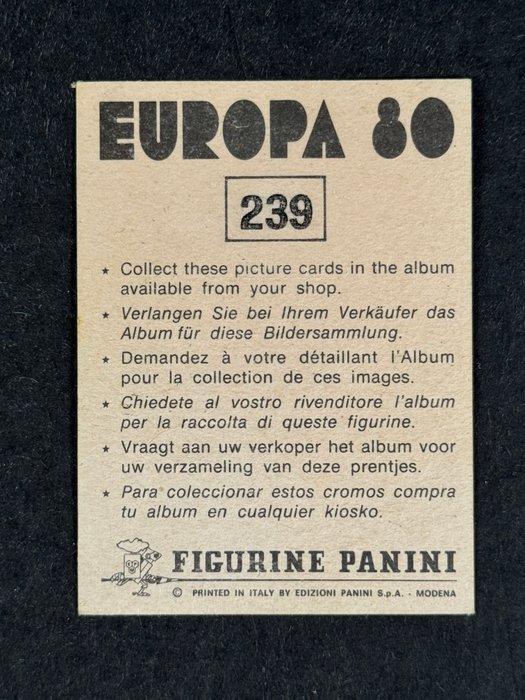 EUROPA 80
239
★ Collect these picture cards in the album
available from your shop.
★ Verlangen Sie bei Ihrem Verkäufer das
Album für diese Bildersammlung.
★ Demandez à votre détaillant l'Album
pour la collection de ces images.
★ Chiedete al vostro rivenditore l'album
per la raccolta di queste figurine.
★ Vraagt aan uw verkoper het album voor
uw verzameling van deze prentjes.
★ Para coleccionar estos cromos compra
tu album en cualquier kiosko.
FIGURINE PANINI
© PRINTED IN ITALY BY EDIZIONI PANINI S.p.A. - MODENA